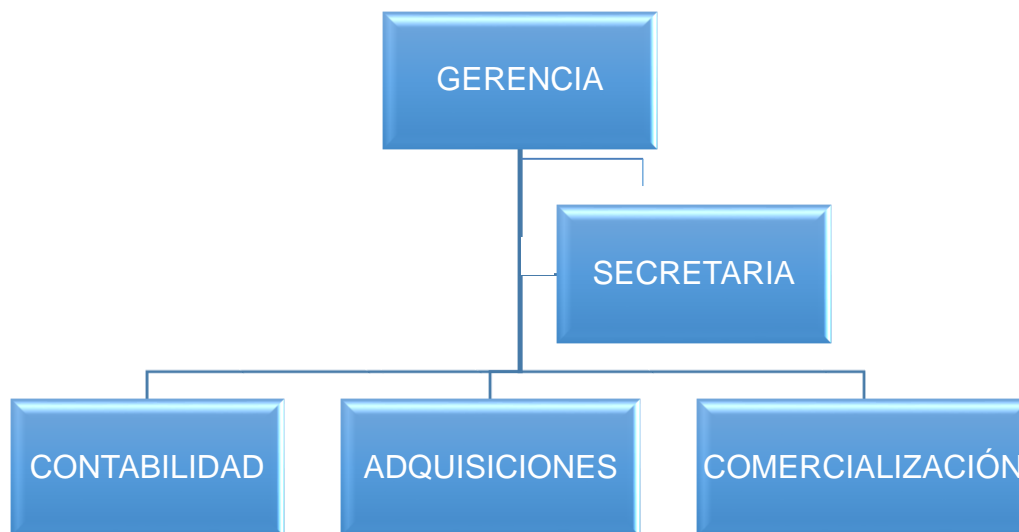 GERENCIA
SECRETARIA
CONTABILIDAD
ADQUISICIONES
COMERCIALIZACIÓN